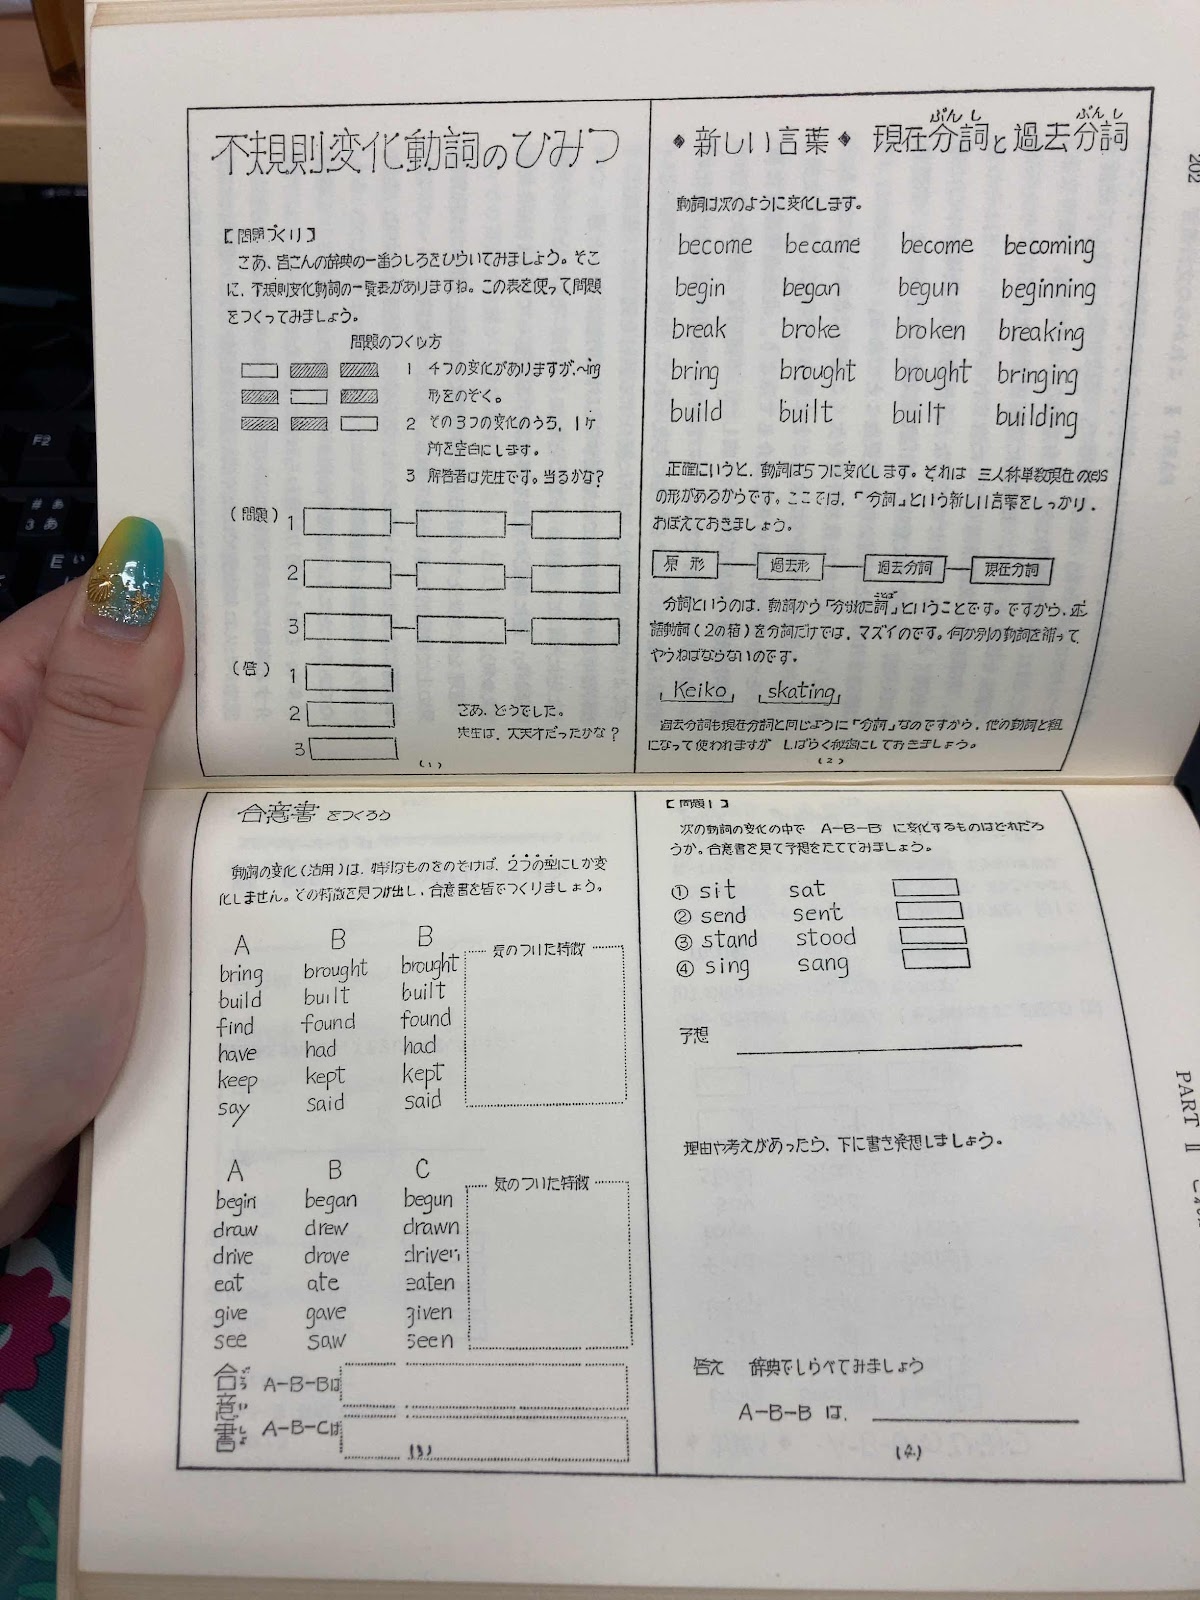 不規則変化動詞のひみつ
【問題づくり】
さあ、皆さんの辞典の一番うしろをひらいてみましょう。そこ
に、不規則変化動詞の一覧表がありますね。この表を使って問題
をつくってみましょう。
問題のつくり方
1 4つの変化がありますが、~ing
形をのぞく。
2 その3つの変化のうち、1ケ
所を空白にします。
3 解答者は先生です。当るかな?
(問題) 1
2
3
(答) 1
2
3
さあ、どうでした。
先生は、大天才だったかな?
(1)
◆新しい言葉◆ 現在分詞と過去分詞
ぶんし ぶんし
動詞は次のように変化します。
become became become becoming
begin began begun beginning
break broke broken breaking
bring brought brought bringing
build built built building
正確にいうと、動詞は5つに変化します。それは 三人称単数現在のes/s
の形があるからです。ここでは、「分詞」という新しい言葉をしっかり、
おぼえておきましょう。
原形 過去形 過去分詞 現在分詞
分詞というのは、動詞から「分かれた詞」ということです。ですから、述
ことば
語動詞(2の箱)を分詞だけでは、マズイのです。何か別の動詞を補って
やらねばならないのです。
Keiko skating
過去分詞も現在分詞と同じように「分詞」なのですから、他の動詞と組
になって使われますが しばらく秘密にしておきましょう。
(2)
合意書をつくろう
動詞の変化(活用)は、特別なものをのぞけば、2つの型にしか変
化しません。その特徴を見つけ出し、合意書を皆でつくりましょう。
A B B
bring brought brought
build built built
find found found
have had had
keep kept kept
say said said
気のついた特徴
A B C
begin began begun
draw drew drawn
drive drove driven
eat ate eaten
give gave given
see saw seen
気のついた特徴
合意書
ごういしょ
A-B-Bは
A-B-Cは
(3)
【問題1】
次の動詞の変化の中で A-B-B に変化するものはどれだろ
うか。合意書を見て予想をたててみましょう。
① sit sat
② send sent
③ stand stood
④ sing sang
予想
理由や考えがあったら、下に書き発想しましょう。
答え 辞典でしらべてみましょう
A-B-B は、
(2)
202
PART Ⅱ
F2
# あ
3 あ
E い